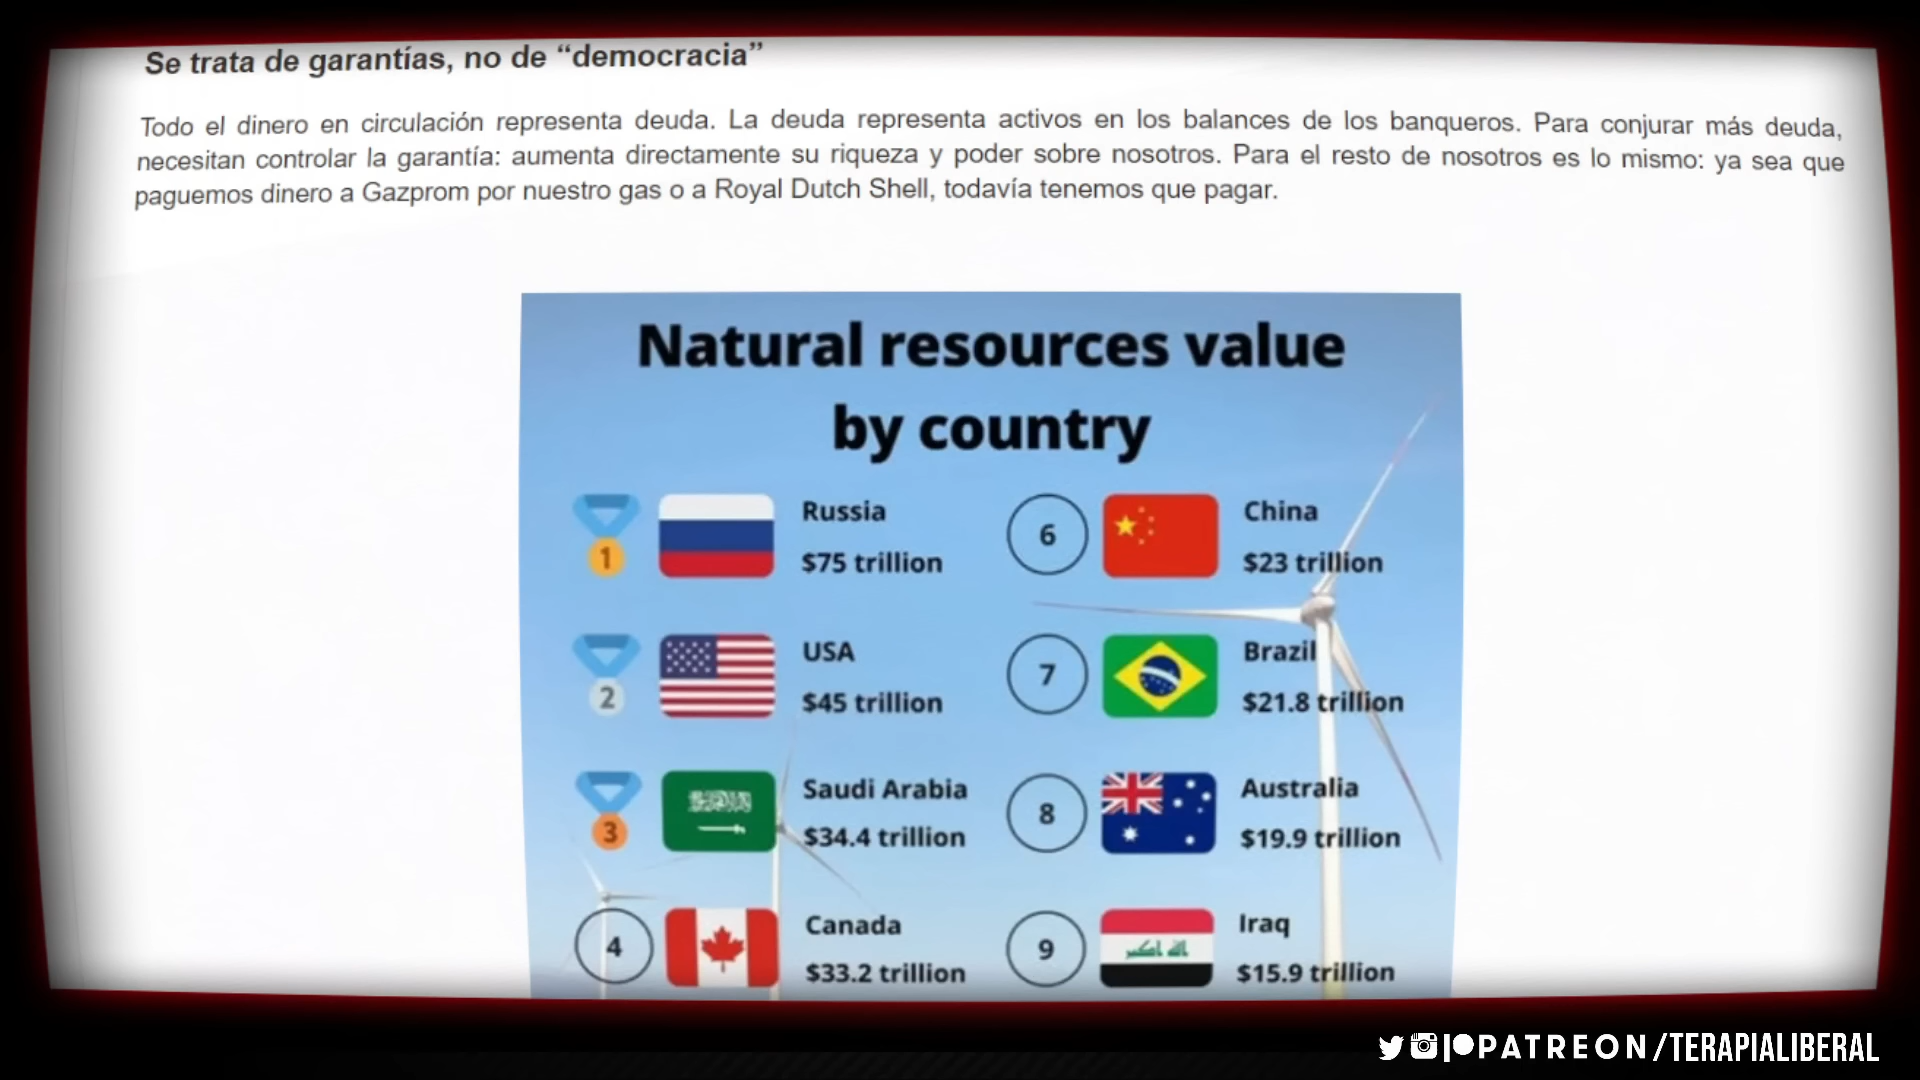 Se trata de garantías, no de “democracia”
Todo el dinero en circulación representa deuda. La deuda representa activos en los balances de los banqueros. Para conjurar más deuda,
necesitan controlar la garantía: aumenta directamente su riqueza y poder sobre nosotros. Para el resto de nosotros es lo mismo: ya sea que
paguemos dinero a Gazprom por nuestro gas o a Royal Dutch Shell, todavía tenemos que pagar.
Natural resources value
by country
1
Russia
$75 trillion
2
USA
$45 trillion
3
Saudi Arabia
$34.4 trillion
4
Canada
$33.2 trillion
6
China
$23 trillion
7
Brazil
$21.8 trillion
8
Australia
$19.9 trillion
9
الله اكبر
Iraq
$15.9 trillion
PATREON/TERAPIALIBERAL